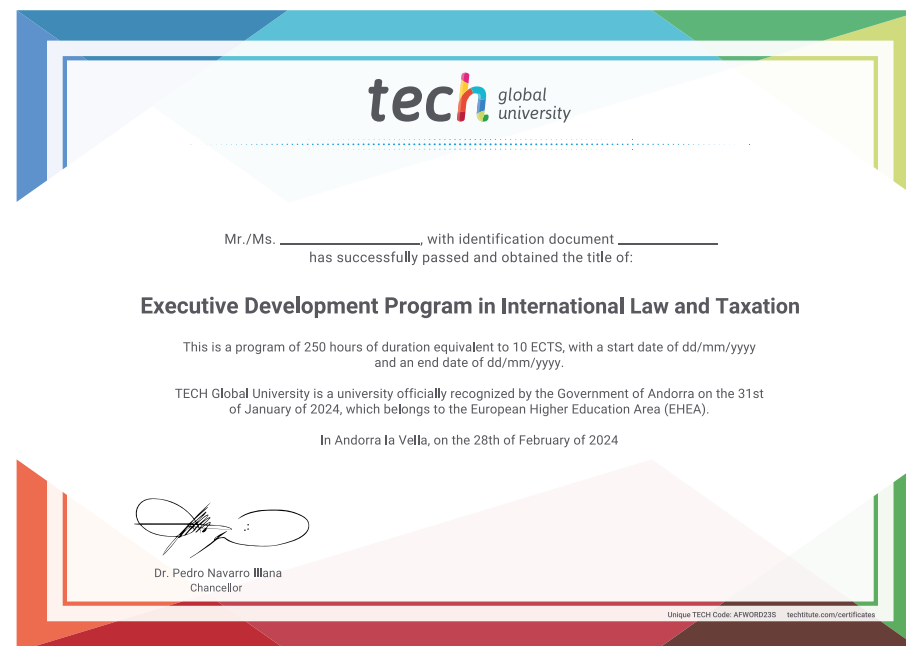 tech global university
Mr./Ms. ____________________, with identification document ______________
has successfully passed and obtained the title of:
Executive Development Program in International Law and Taxation
This is a program of 250 hours of duration equivalent to 10 ECTS, with a start date of dd/mm/yyyy
and an end date of dd/mm/yyyy.
TECH Global University is a university officially recognized by the Government of Andorra on the 31st
of January of 2024, which belongs to the European Higher Education Area (EHEA).
In Andorra la Vella, on the 28th of February of 2024
Dr. Pedro Navarro Illana
Chancellor
Unique TECH Code: AFWORD23S techtitute.com/certificates